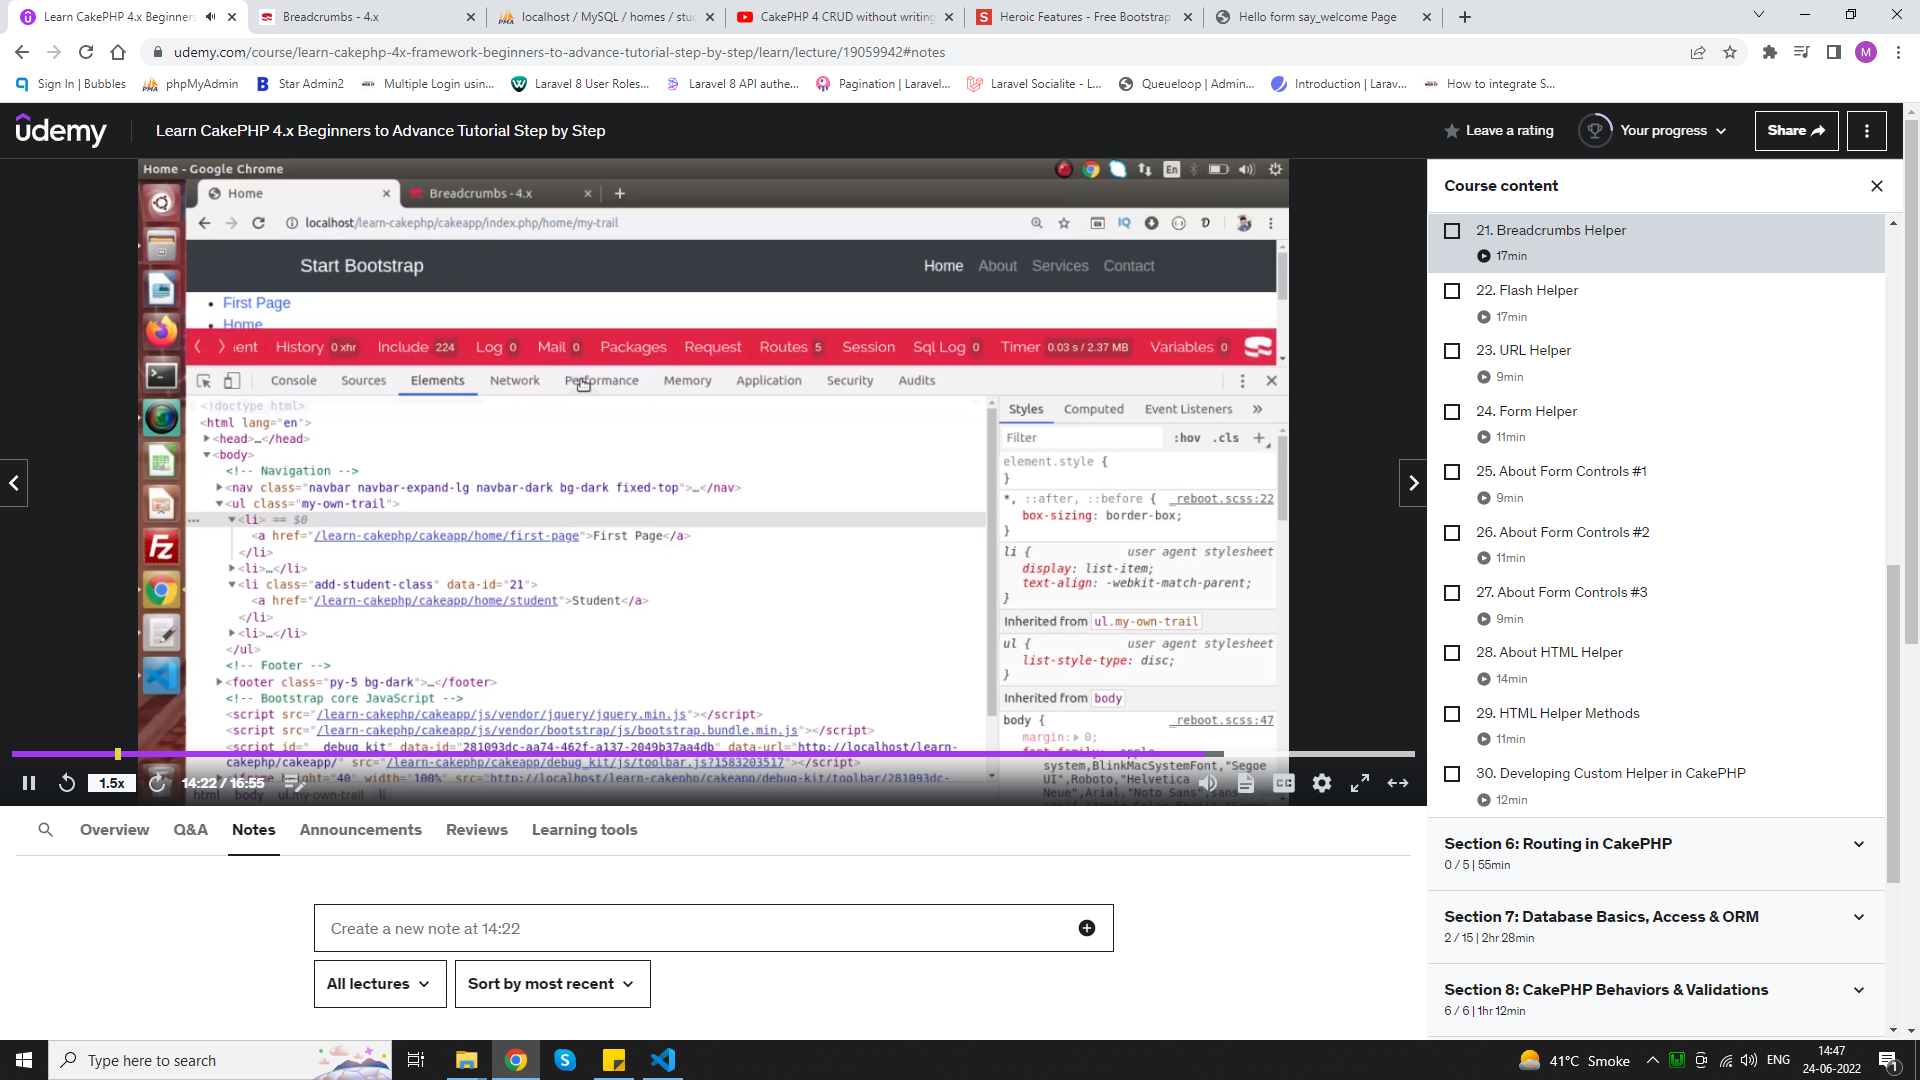 Learn CakePHP 4.x Beginners
Breadcrumbs - 4.x
localhost / MySQL / homes / stuc
CakePHP 4 CRUD without writing
Heroic Features - Free Bootstrap
Hello form say_welcome Page
udemy.com/course/learn-cakephp-4x-framework-beginners-to-advance-tutorial-step-by-step/learn/lecture/19059942#notes
M
Sign In | Bubbles
phpMyAdmin
Star Admin2
Multiple Login usin...
Laravel 8 User Roles...
Laravel 8 API authe...
Pagination | Laravel...
Laravel Socialite - L...
Queueloop | Admin...
Introduction | Larav...
How to integrate S...
udemy
Learn CakePHP 4.x Beginners to Advance Tutorial Step by Step
Leave a rating
Your progress
Share
Home - Google Chrome
En
Home
Breadcrumbs - 4.x
localhost/learn-cakephp/cakeapp/index.php/home/my-trail
IQ
Start Bootstrap
Home About Services Contact
First Page
Home
ent History 0 xhr Include 224 Log 0 Mail 0 Packages Request Routes 5 Session Sql Log 0 Timer 0.03 s / 2.37 MB Variables 0
Console Sources Elements Network Performance Memory Application Security Audits
<!doctype html>
<html lang="en">
<head>…</head>
<body>
<!-- Navigation -->
<nav class="navbar navbar-expand-lg navbar-dark bg-dark fixed-top">…</nav>
<ul class="my-own-trail">
<li> == $0
<a href="/learn-cakephp/cakeapp/home/first-page">First Page</a>
</li>
<li>…</li>
<li class="add-student-class" data-id="21">
<a href="/learn-cakephp/cakeapp/home/student">Student</a>
</li>
<li>…</li>
</ul>
<!-- Footer -->
<footer class="py-5 bg-dark">…</footer>
<!-- Bootstrap core JavaScript -->
<script src="/learn-cakephp/cakeapp/js/vendor/jquery/jquery.min.js"></script>
<script src="/learn-cakephp/cakeapp/js/vendor/bootstrap/js/bootstrap.bundle.min.js"></script>
<script id="__debug_kit" data-id="281093dc-aa74-462f-a137-2049b37aa4db" data-url="http://localhost/learn-
cakephp/cakeapp/" src="/learn-cakephp/cakeapp/debug_kit/js/toolbar.js?1583203517"></script>
<iframe height="40" width="100%" src="http://localhost/learn-cakephp/cakeapp/debug-kit/toolbar/281093dc-
html body ul.my-own-trail li
Styles Computed Event Listeners »
Filter :hov .cls +
element.style {
}
*, ::after, ::before { _reboot.scss:22
box-sizing: border-box;
}
li { user agent stylesheet
display: list-item;
text-align: -webkit-match-parent;
}
Inherited from ul.my-own-trail
ul { user agent stylesheet
list-style-type: disc;
}
Inherited from body
body { _reboot.scss:47
margin: 0;
system,BlinkMacSystemFont,"Segoe
UI",Roboto,"Helvetica
Neue",Arial,"Noto Sans",sans-
1.5x
14:22 / 16:55
CC
Course content
21. Breadcrumbs Helper
17min
22. Flash Helper
17min
23. URL Helper
9min
24. Form Helper
11min
25. About Form Controls #1
9min
26. About Form Controls #2
11min
27. About Form Controls #3
9min
28. About HTML Helper
14min
29. HTML Helper Methods
11min
30. Developing Custom Helper in CakePHP
12min
Section 6: Routing in CakePHP
0 / 5 | 55min
Section 7: Database Basics, Access & ORM
2 / 15 | 2hr 28min
Section 8: CakePHP Behaviors & Validations
6 / 6 | 1hr 12min
Overview Q&A Notes Announcements Reviews Learning tools
Create a new note at 14:22
All lectures
Sort by most recent
Type here to search
41°C Smoke
ENG
14:47
24-06-2022
1